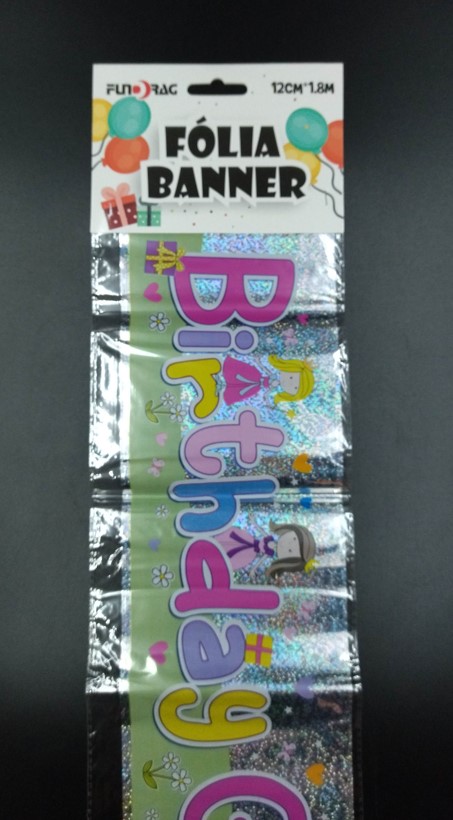 FUNDRAG
12CM*1.8M
FÓLIA
BANNER
Birthday